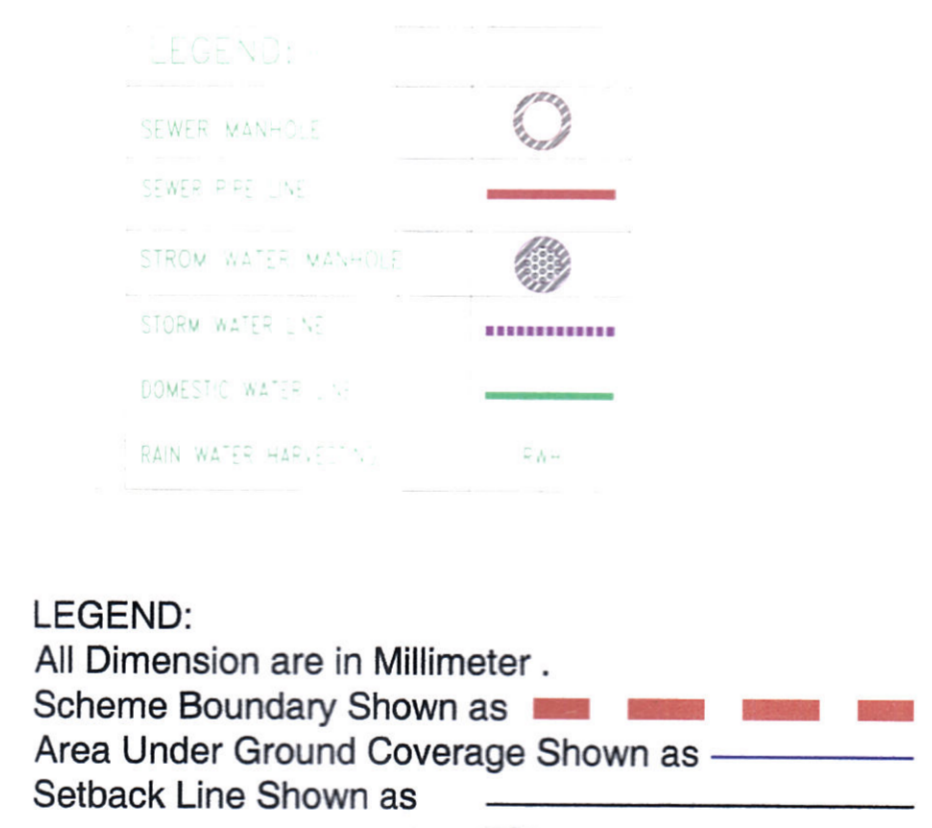 LEGEND:
SEWER MANHOLE
SEWER PIPE LINE
STROM WATER MANHOLE
STORM WATER LINE
DOMESTIC WATER LINE
RAIN WATER HARVESTING RWH
LEGEND:
All Dimension are in Millimeter .
Scheme Boundary Shown as
Area Under Ground Coverage Shown as
Setback Line Shown as